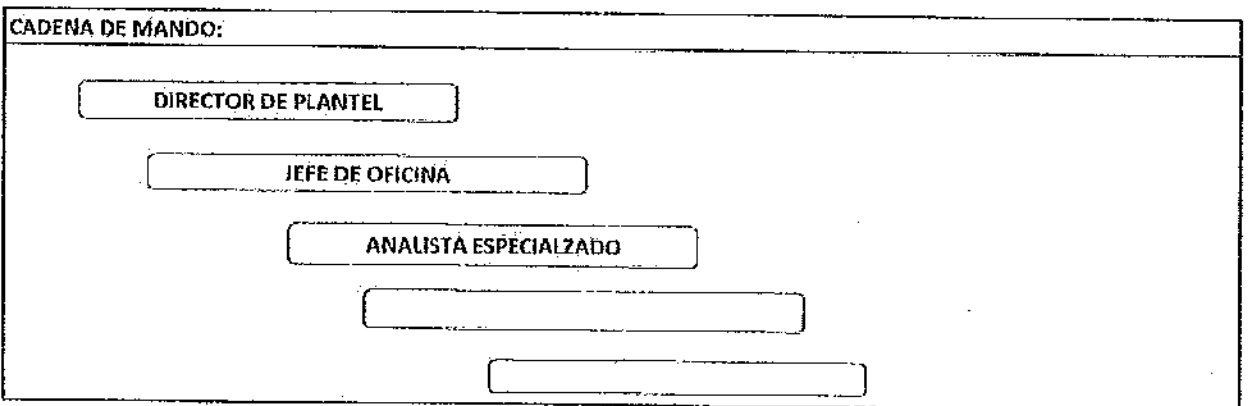 CADENA DE MANDO:
DIRECTOR DE PLANTEL
JEFE DE OFICINA
ANALISTA ESPECIALZADO